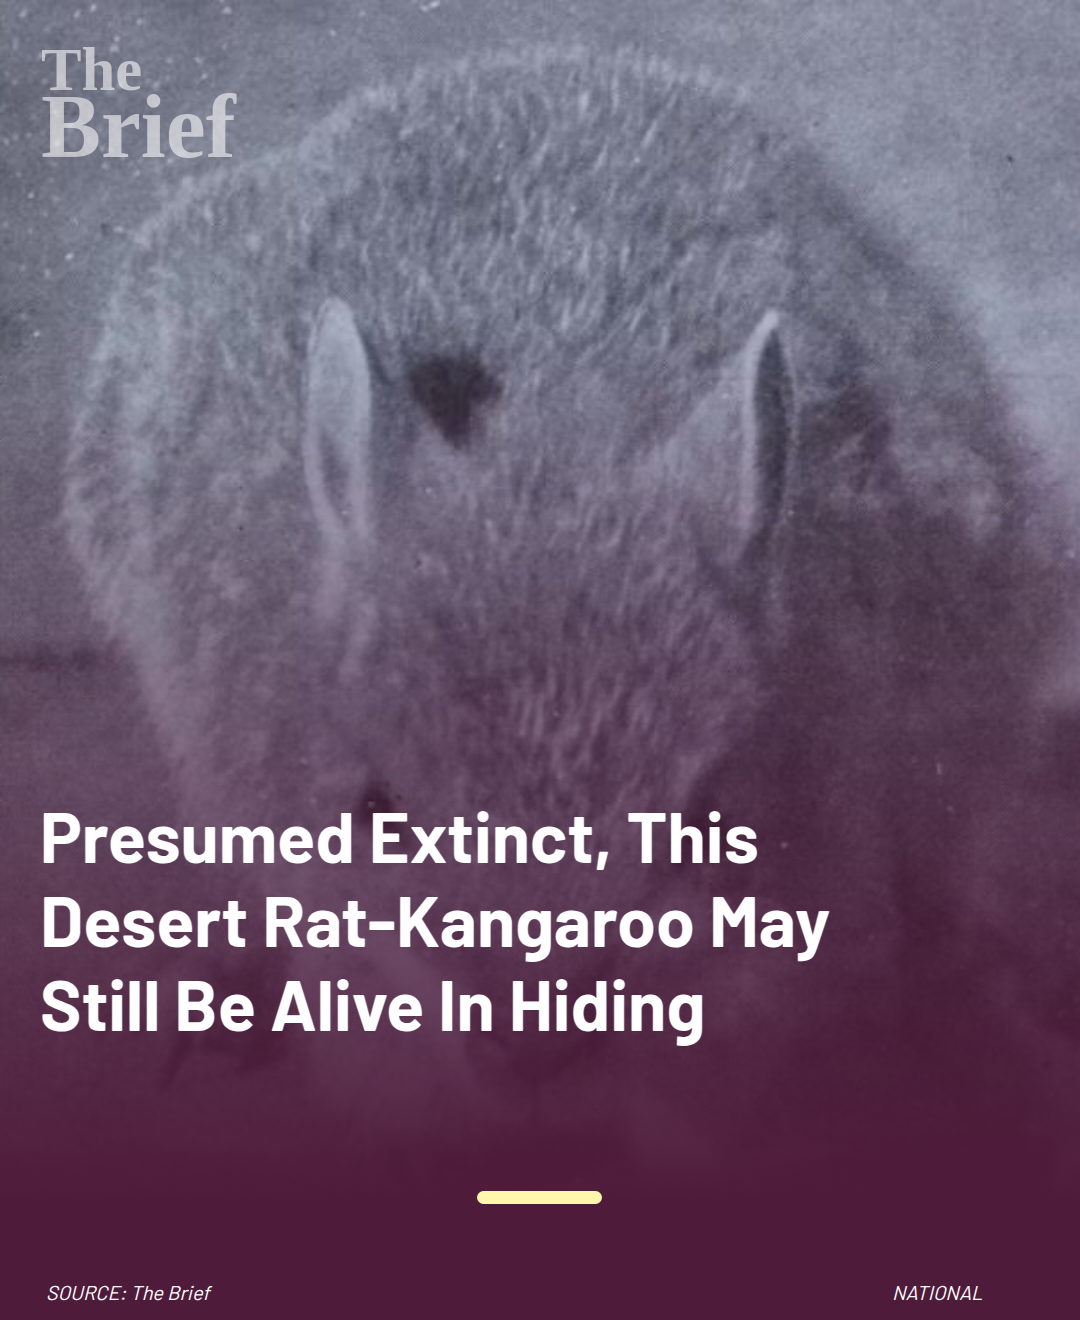 The
Brief
Presumed Extinct, This
Desert Rat-Kangaroo May
Still Be Alive In Hiding
SOURCE: The Brief
NATIONAL